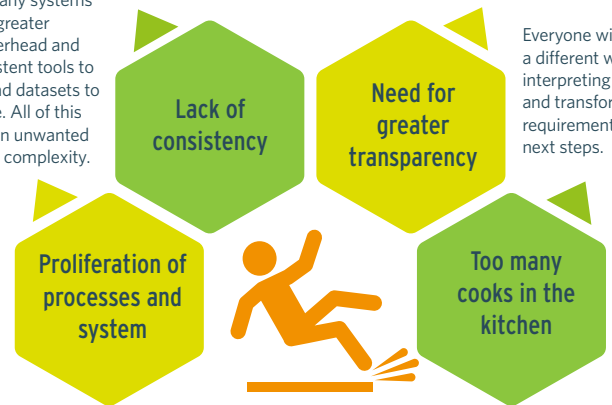 any systems
greater
erhead and
stent tools to
nd datasets to
e. All of this
n unwanted
complexity.
Lack of
consistency
Need for
greater
transparency
Everyone wi
a different w
interpreting
and transfor
requirement
next steps.
Proliferation of
processes and
system
Too many
cooks in the
kitchen